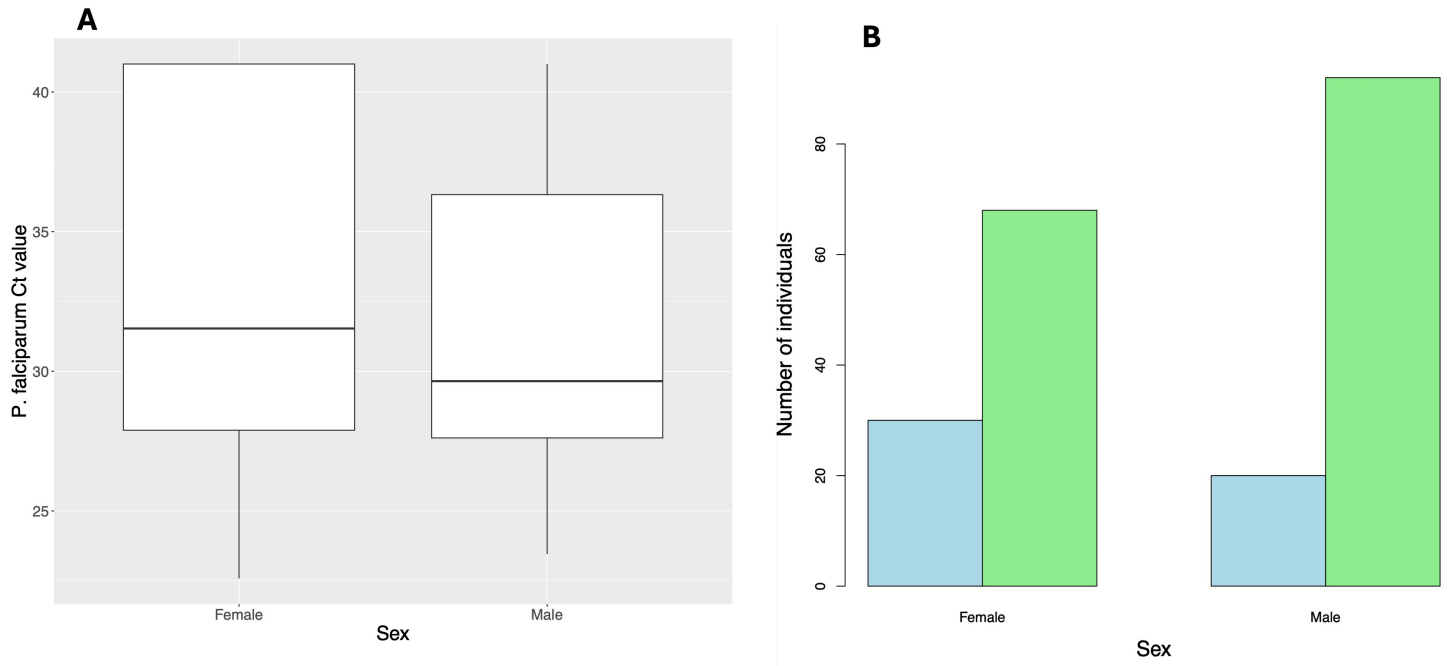 A
P. falciparum Ct value
40
35
30
25
Female
Male
Sex
B
Number of individuals
80
60
40
20
0
Female
Male
Sex